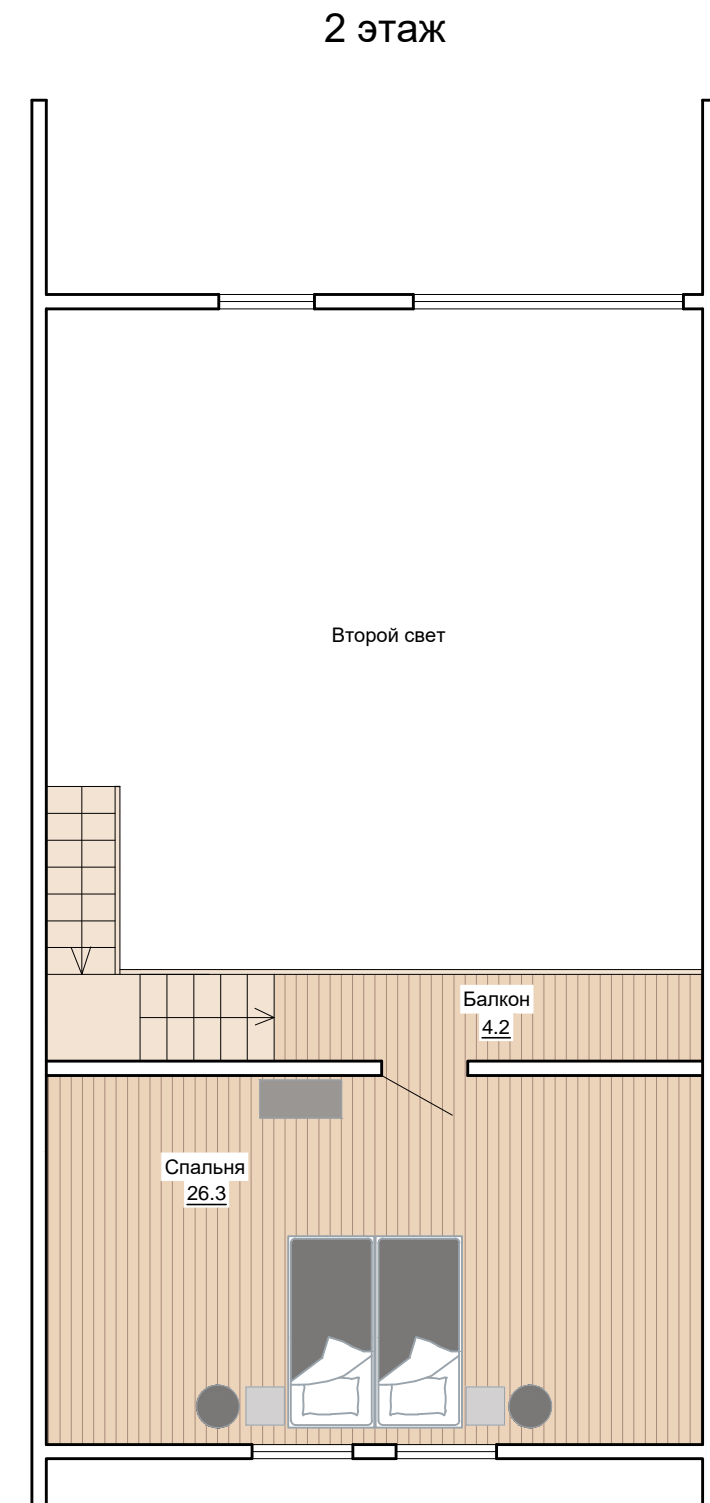 2 этаж
Второй свет
Балкон
4.2
Спальня
26.3